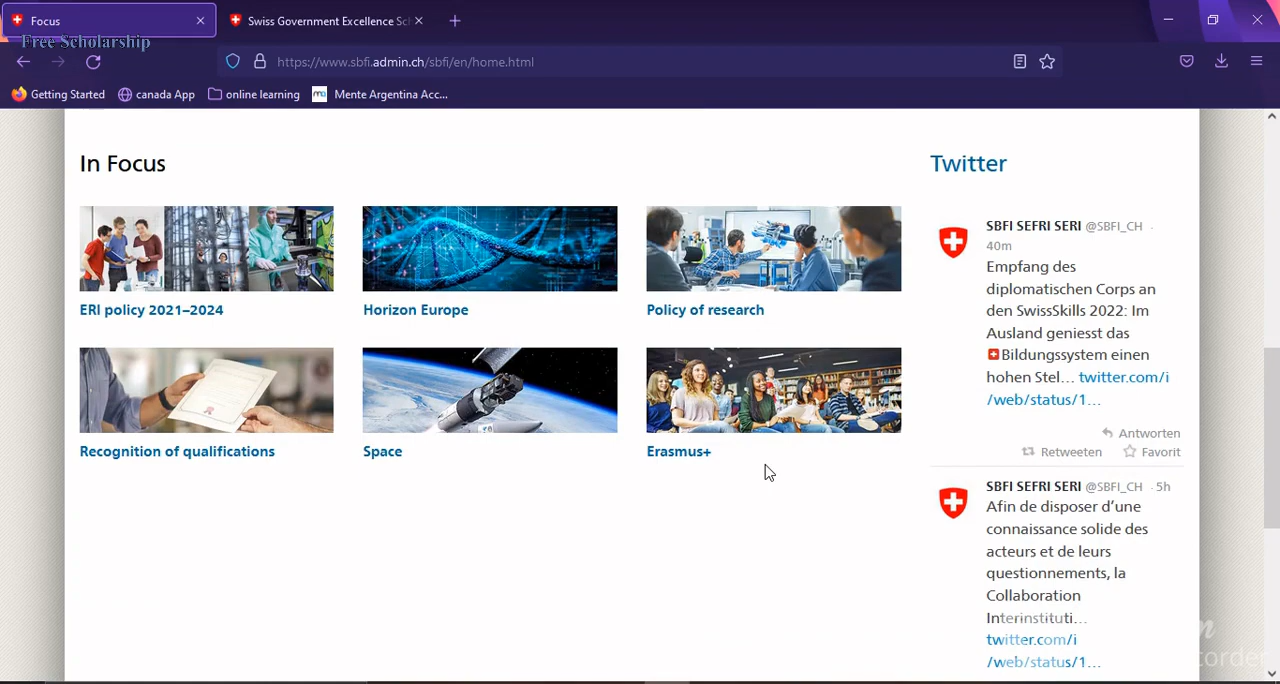 Focus
Swiss Government Excellence Sc
Free Scholarship
https://www.sbfi.admin.ch/sbfi/en/home.html
Getting Started
canada App
online learning
Mente Argentina Acc...
In Focus
ERI policy 2021–2024
Horizon Europe
Policy of research
Recognition of qualifications
Space
Erasmus+
Twitter
SBFI SEFRI SERI @SBFI_CH ·
40m
Empfang des
diplomatischen Corps an
den SwissSkills 2022: Im
Ausland geniesst das
Bildungssystem einen
hohen Stel… twitter.com/i
/web/status/1…
Antworten
Retweeten
Favorit
SBFI SEFRI SERI @SBFI_CH · 5h
Afin de disposer d’une
connaissance solide des
acteurs et de leurs
questionnements, la
Collaboration
Interinstituti…
twitter.com/i
/web/status/1…